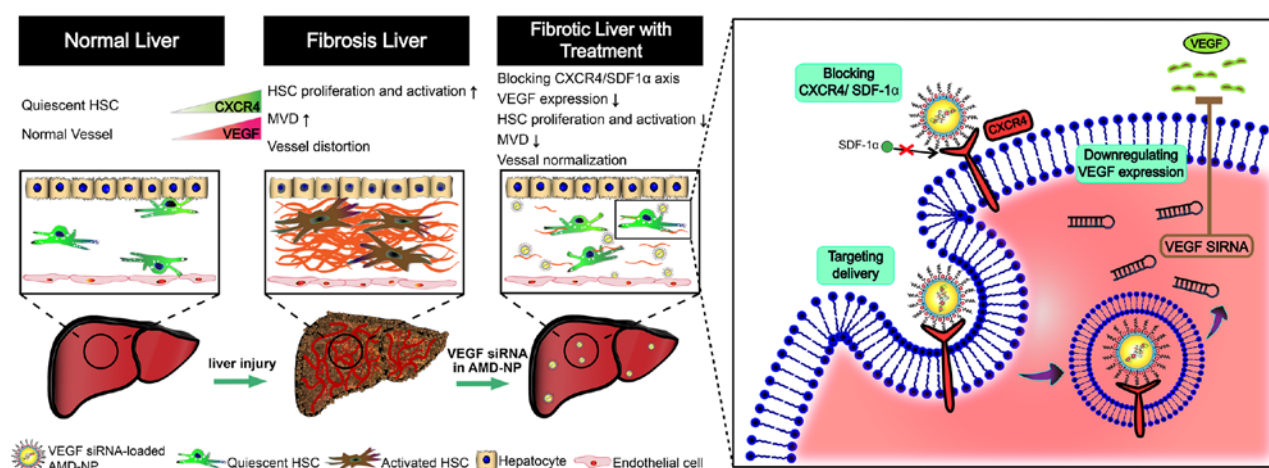 Normal Liver
Fibrosis Liver
Fibrotic Liver with
Treatment
Quiescent HSC
Normal Vessel
CXCR4
VEGF
HSC proliferation and activation ↑
MVD ↑
Vessel distortion
Blocking CXCR4/SDF1α axis
VEGF expression ↓
HSC proliferation and activation ↓
MVD ↓
Vessal normalization
liver injury
VEGF siRNA
in AMD-NP
VEGF siRNA-loaded
AMD-NP
Quiescent HSC
Activated HSC
Hepatocyte
Endothelial cell
Blocking
CXCR4/ SDF-1α
SDF-1α
CXCR4
VEGF
Downregulating
VEGF expression
VEGF SIRNA
Targeting
delivery